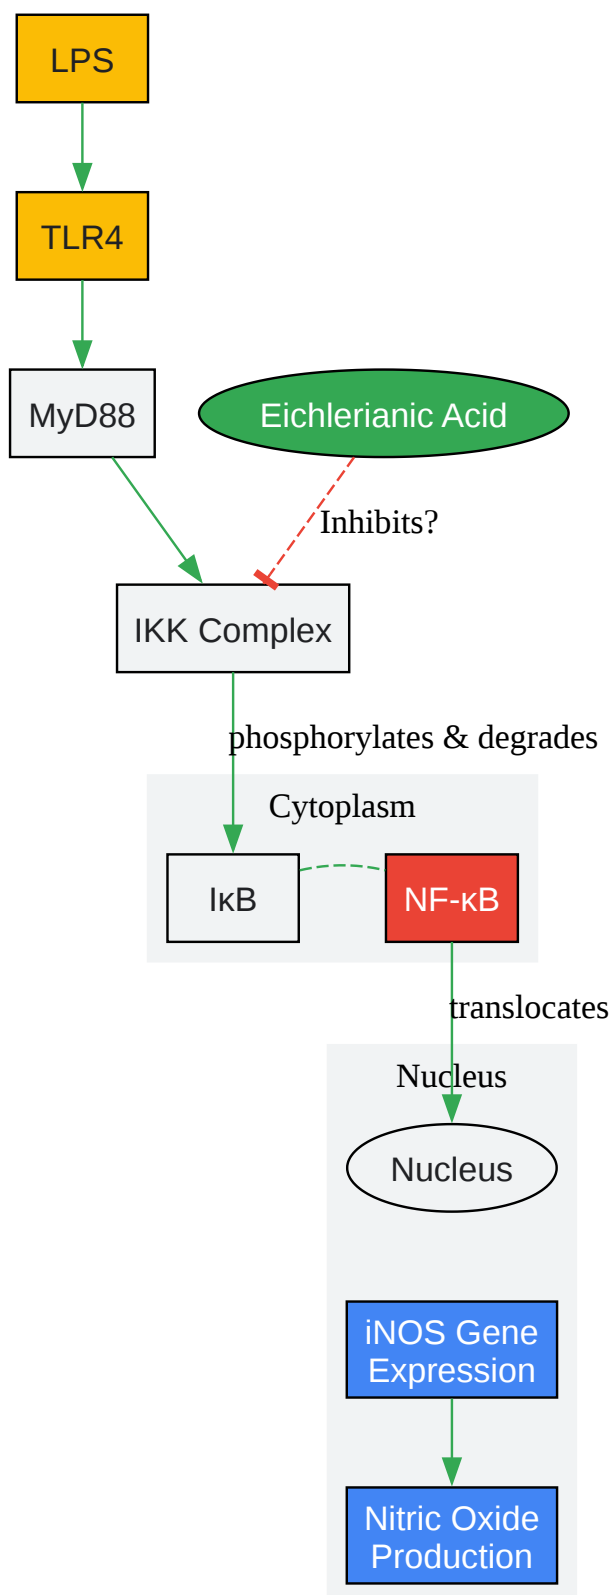 LPS
TLR4
MyD88
Eichlerianic Acid
Inhibits?
IKK Complex
phosphorylates & degrades
Cytoplasm
IκB
NF-κB
translocates
Nucleus
Nucleus
iNOS Gene
Expression
Nitric Oxide
Production